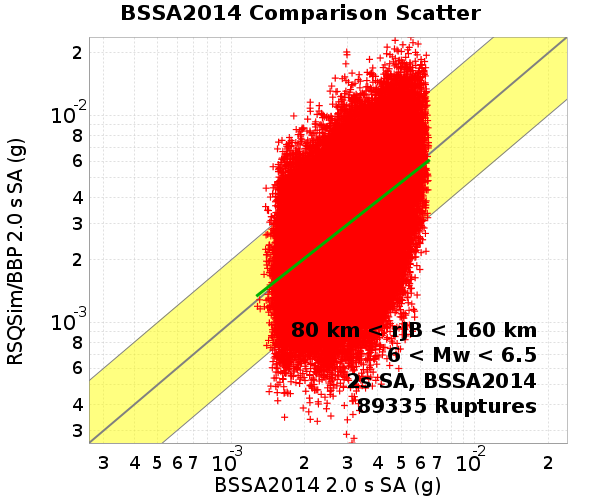 BSSA2014 Comparison Scatter
RSQSim/BBP 2.0 s SA (g)
2
10⁻²
8
6
4
3
2
10⁻³
8
6
4
3
80 km < rJB < 160 km
6 < Mw < 6.5
2s SA, BSSA2014
89335 Ruptures
3 4 5 6 7 10⁻³ 2 3 4 5 6 7 10⁻² 2
BSSA2014 2.0 s SA (g)